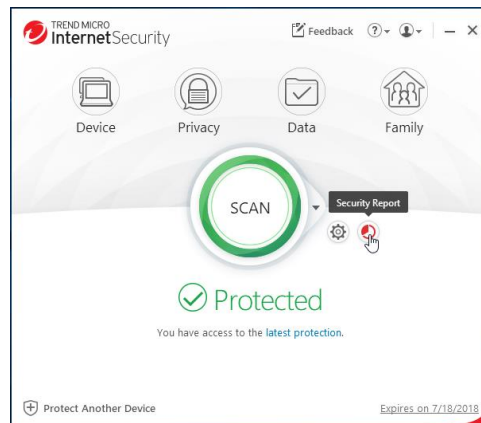 TREND MICRO
InternetSecurity
Feedback
?
Device
Privacy
Data
Family
SCAN
Security Report
Protected
You have access to the latest protection.
Protect Another Device
Expires on 7/18/2018